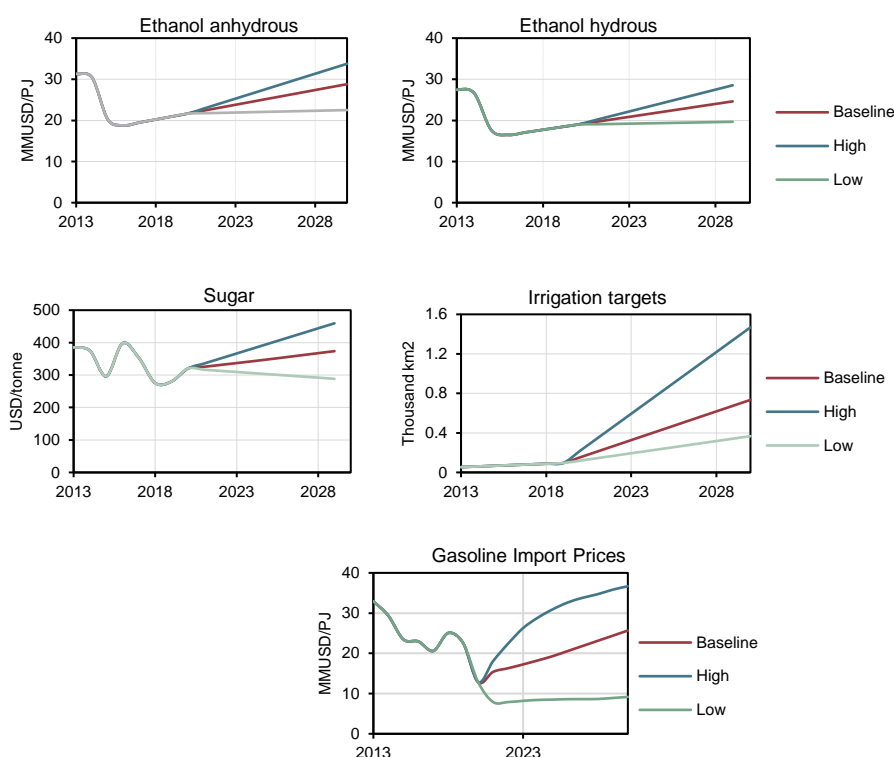 Ethanol anhydrous
MMUSD/PJ
40
30
20
10
0
2013 2018 2023 2028
Ethanol hydrous
MMUSD/PJ
40
30
20
10
0
2013 2018 2023 2028
Baseline
High
Low
Sugar
USD/tonne
500
400
300
200
100
0
2013 2018 2023 2028
Irrigation targets
Thousand km2
1.6
1.2
0.8
0.4
0
2013 2018 2023 2028
Baseline
High
Low
Gasoline Import Prices
MMUSD/PJ
40
30
20
10
0
2013 2023
Baseline
High
Low